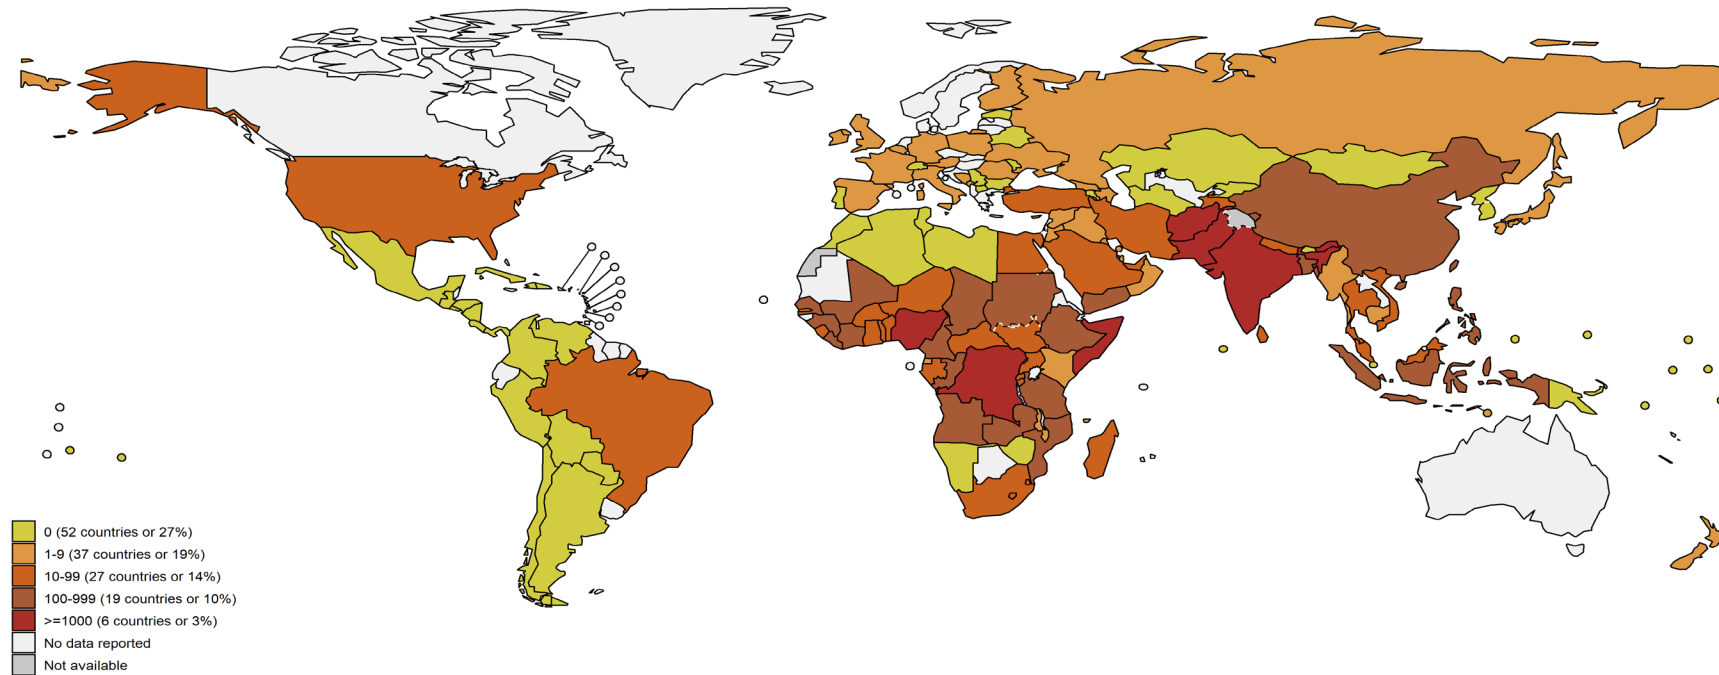 0 (52 countries or 27%)
1-9 (37 countries or 19%)
10-99 (27 countries or 14%)
100-999 (19 countries or 10%)
>=1000 (6 countries or 3%)
No data reported
Not available